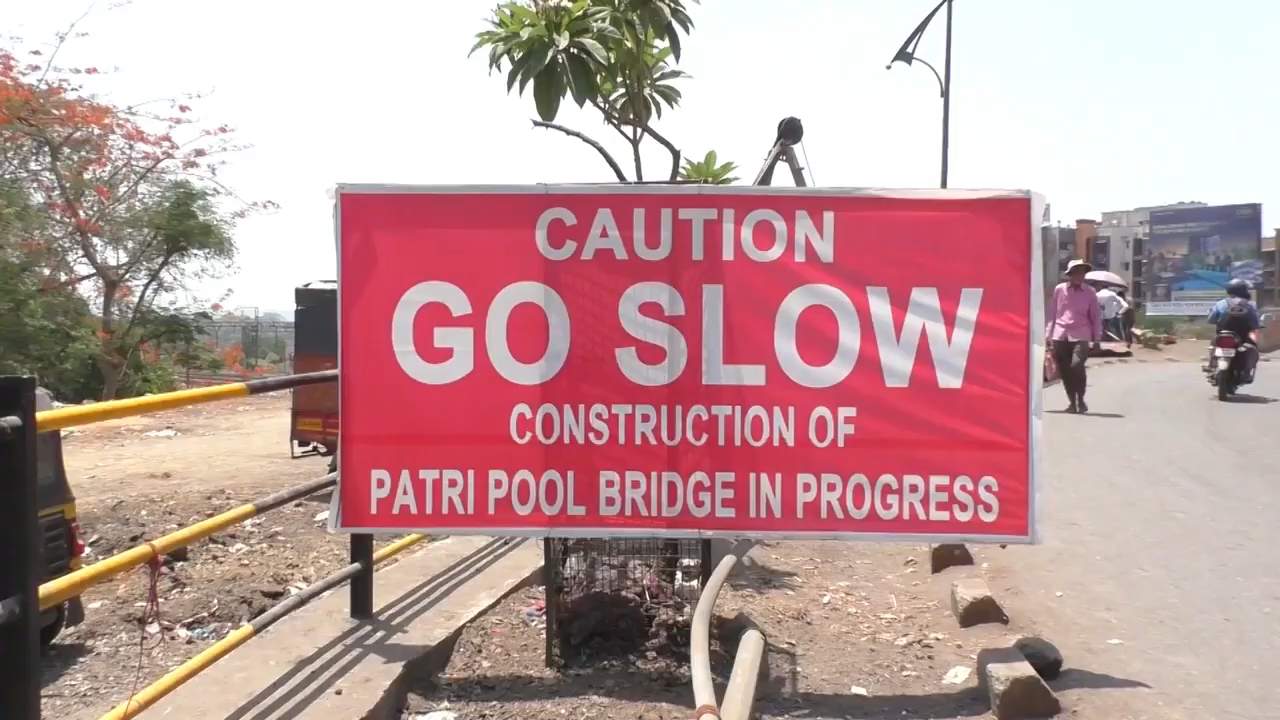 CAUTION
GO SLOW
CONSTRUCTION OF
PATRI POOL BRIDGE IN PROGRESS